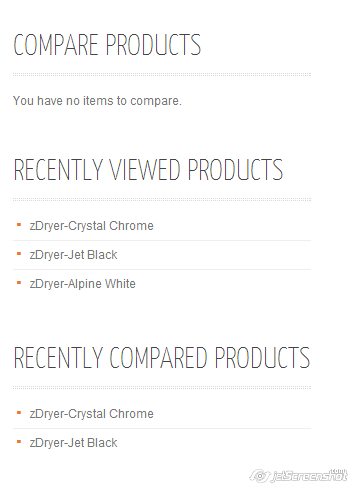 COMPARE PRODUCTS
You have no items to compare.
RECENTLY VIEWED PRODUCTS
zDryer-Crystal Chrome
zDryer-Jet Black
zDryer-Alpine White
RECENTLY COMPARED PRODUCTS
zDryer-Crystal Chrome
zDryer-Jet Black
jetScreenshot
.com